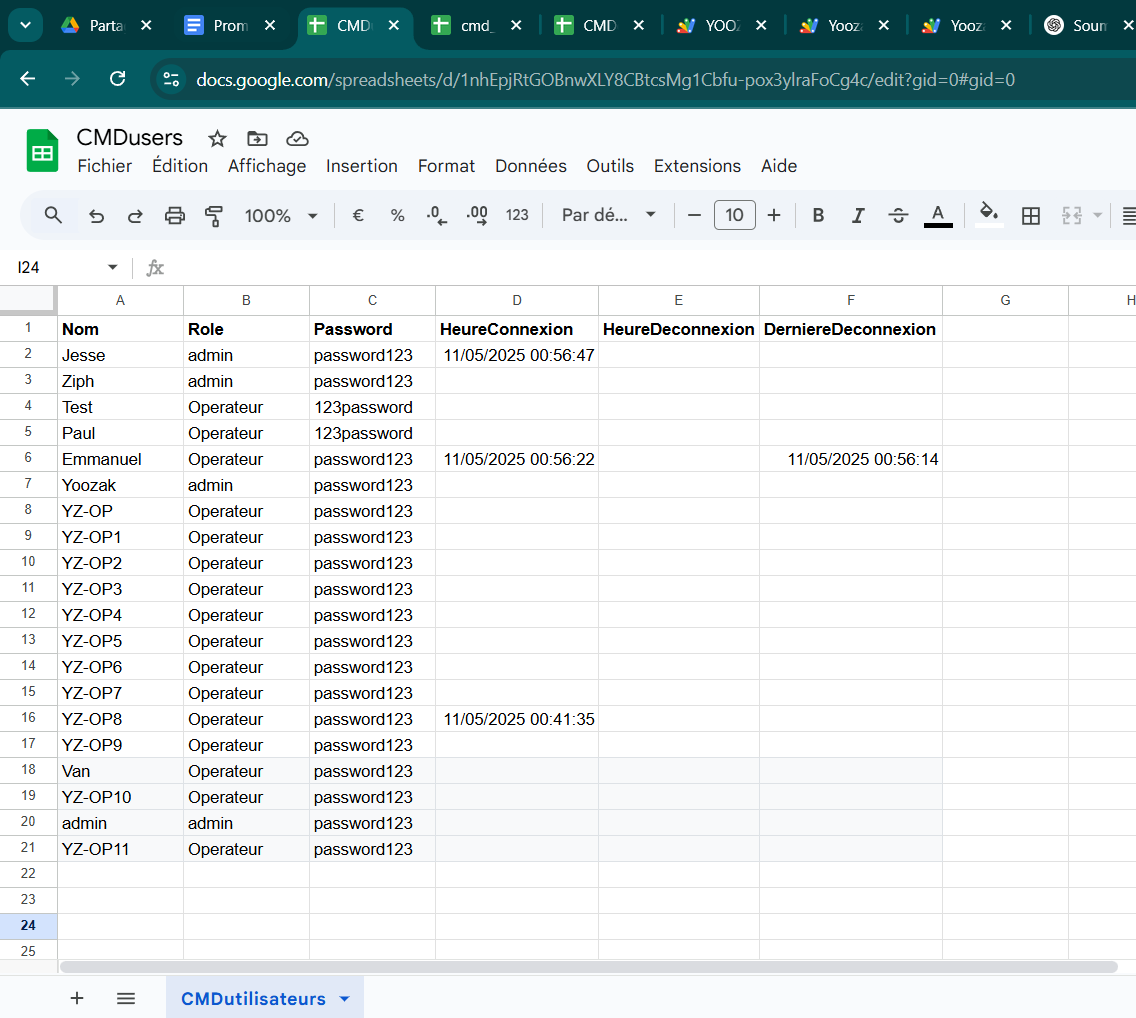 Parta Prom CMD cmd_ CMD YOOZ Yooz Yooz Soum
docs.google.com/spreadsheets/d/1nhEpjRtGOBnwXLY8CBtcsMg1Cbfu-pox3ylraFoCg4c/edit?gid=0#gid=0
CMDusers
Fichier Édition Affichage Insertion Format Données Outils Extensions Aide
100% € % .0 .00 123 Par dé... 10 B I A
I24 fx
A B C D E F G H
1 Nom Role Password HeureConnexion HeureDeconnexion DerniereDeconnexion
2 Jesse admin password123 11/05/2025 00:56:47
3 Ziph admin password123
4 Test Operateur 123password
5 Paul Operateur 123password
6 Emmanuel Operateur password123 11/05/2025 00:56:22 11/05/2025 00:56:14
7 Yoozak admin password123
8 YZ-OP Operateur password123
9 YZ-OP1 Operateur password123
10 YZ-OP2 Operateur password123
11 YZ-OP3 Operateur password123
12 YZ-OP4 Operateur password123
13 YZ-OP5 Operateur password123
14 YZ-OP6 Operateur password123
15 YZ-OP7 Operateur password123
16 YZ-OP8 Operateur password123 11/05/2025 00:41:35
17 YZ-OP9 Operateur password123
18 Van Operateur password123
19 YZ-OP10 Operateur password123
20 admin admin password123
21 YZ-OP11 Operateur password123
22
23
24
25
CMDutilisateurs